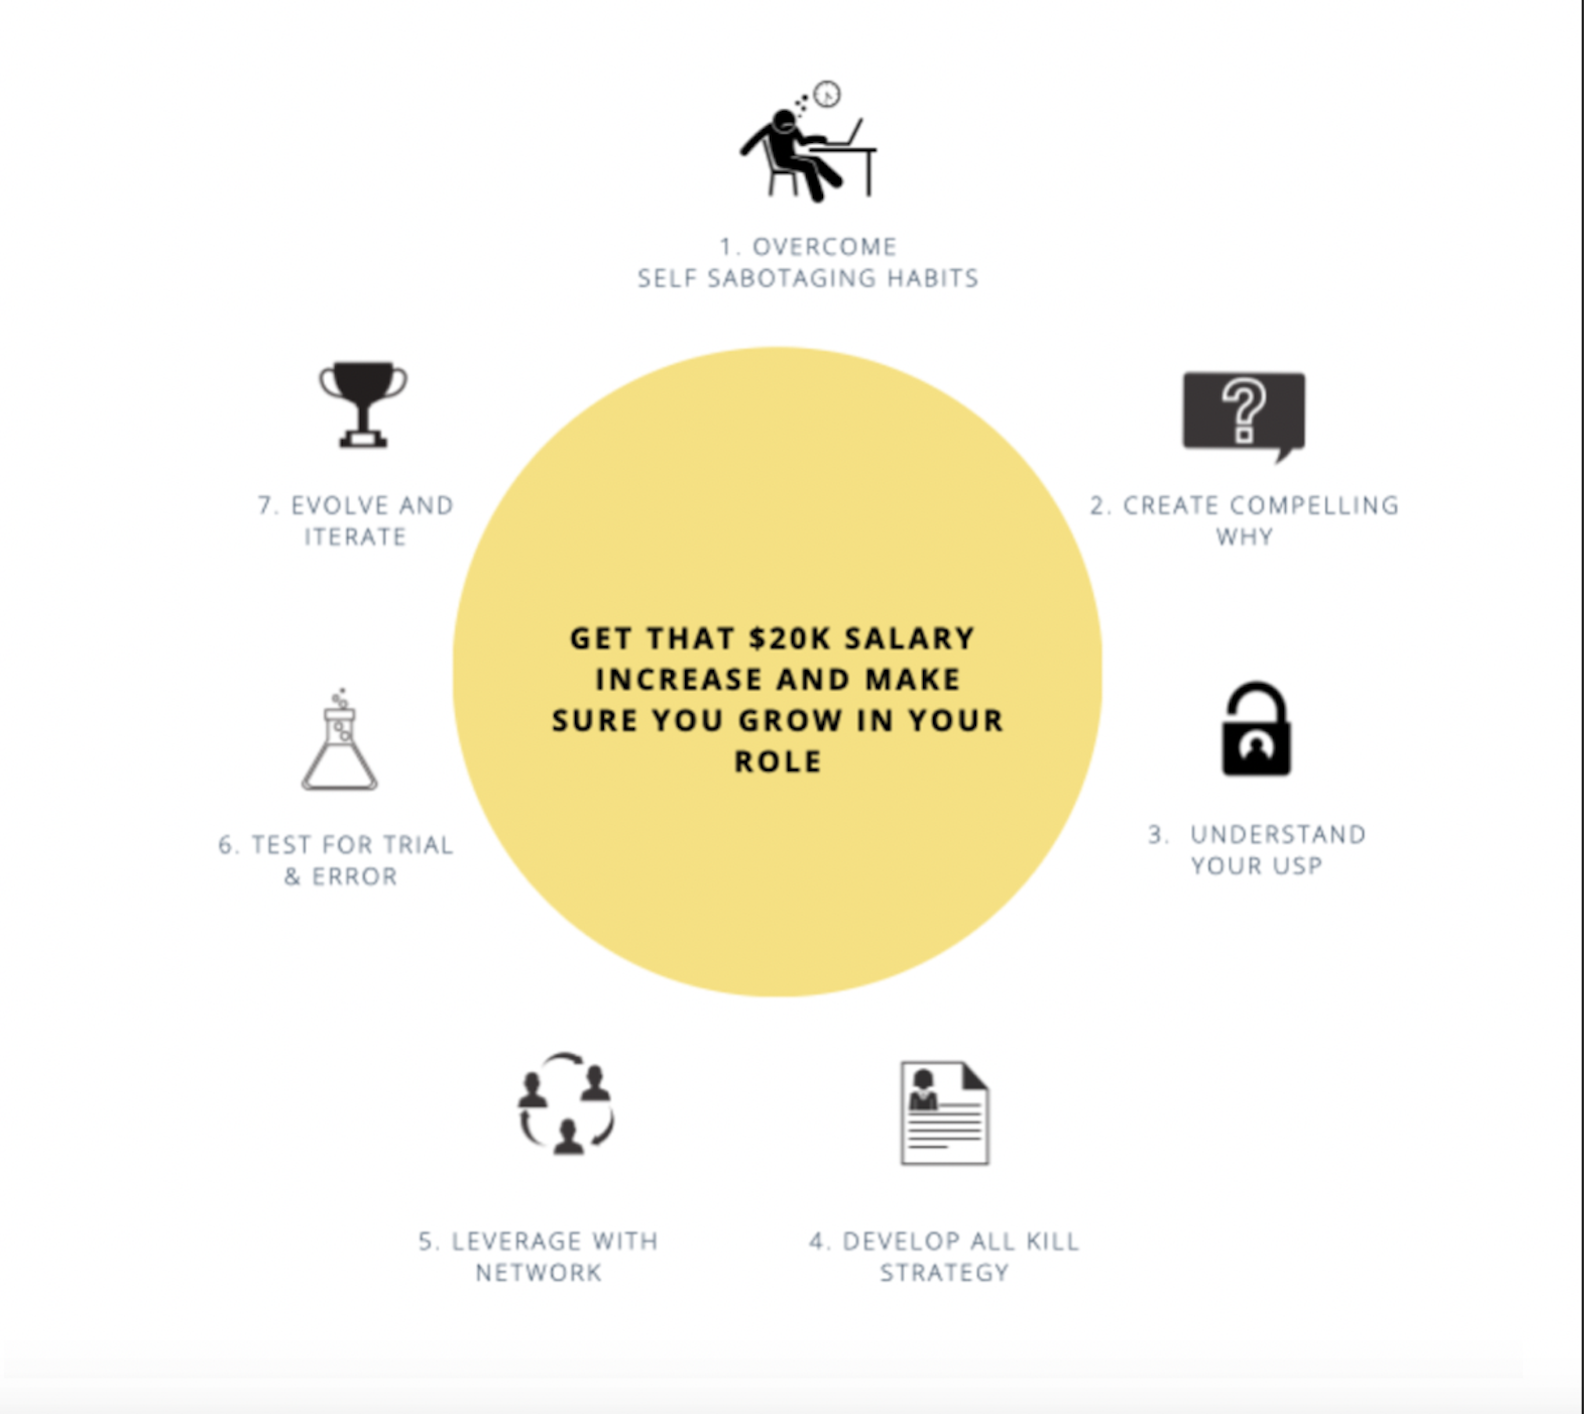 1. OVERCOME
SELF SABOTAGING HABITS
2. CREATE COMPELLING
WHY
3. UNDERSTAND
YOUR USP
4. DEVELOP ALL KILL
STRATEGY
5. LEVERAGE WITH
NETWORK
6. TEST FOR TRIAL
& ERROR
7. EVOLVE AND
ITERATE
GET THAT $20K SALARY
INCREASE AND MAKE
SURE YOU GROW IN YOUR
ROLE